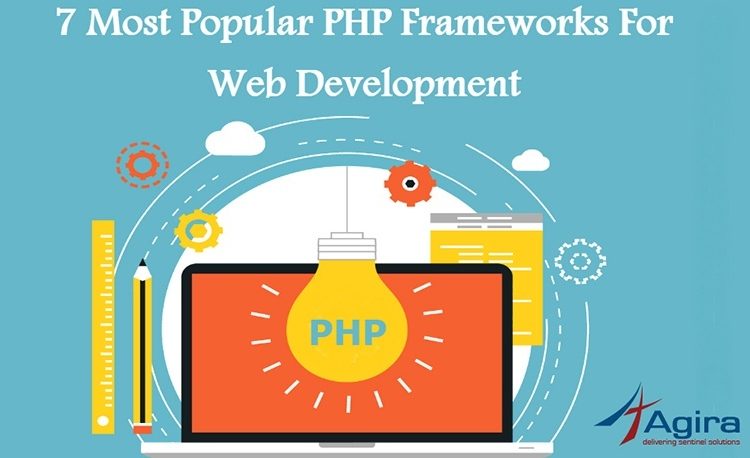 7 Most Popular PHP Frameworks For
Web Development
PHP
Agira
delivering sentinel solutions